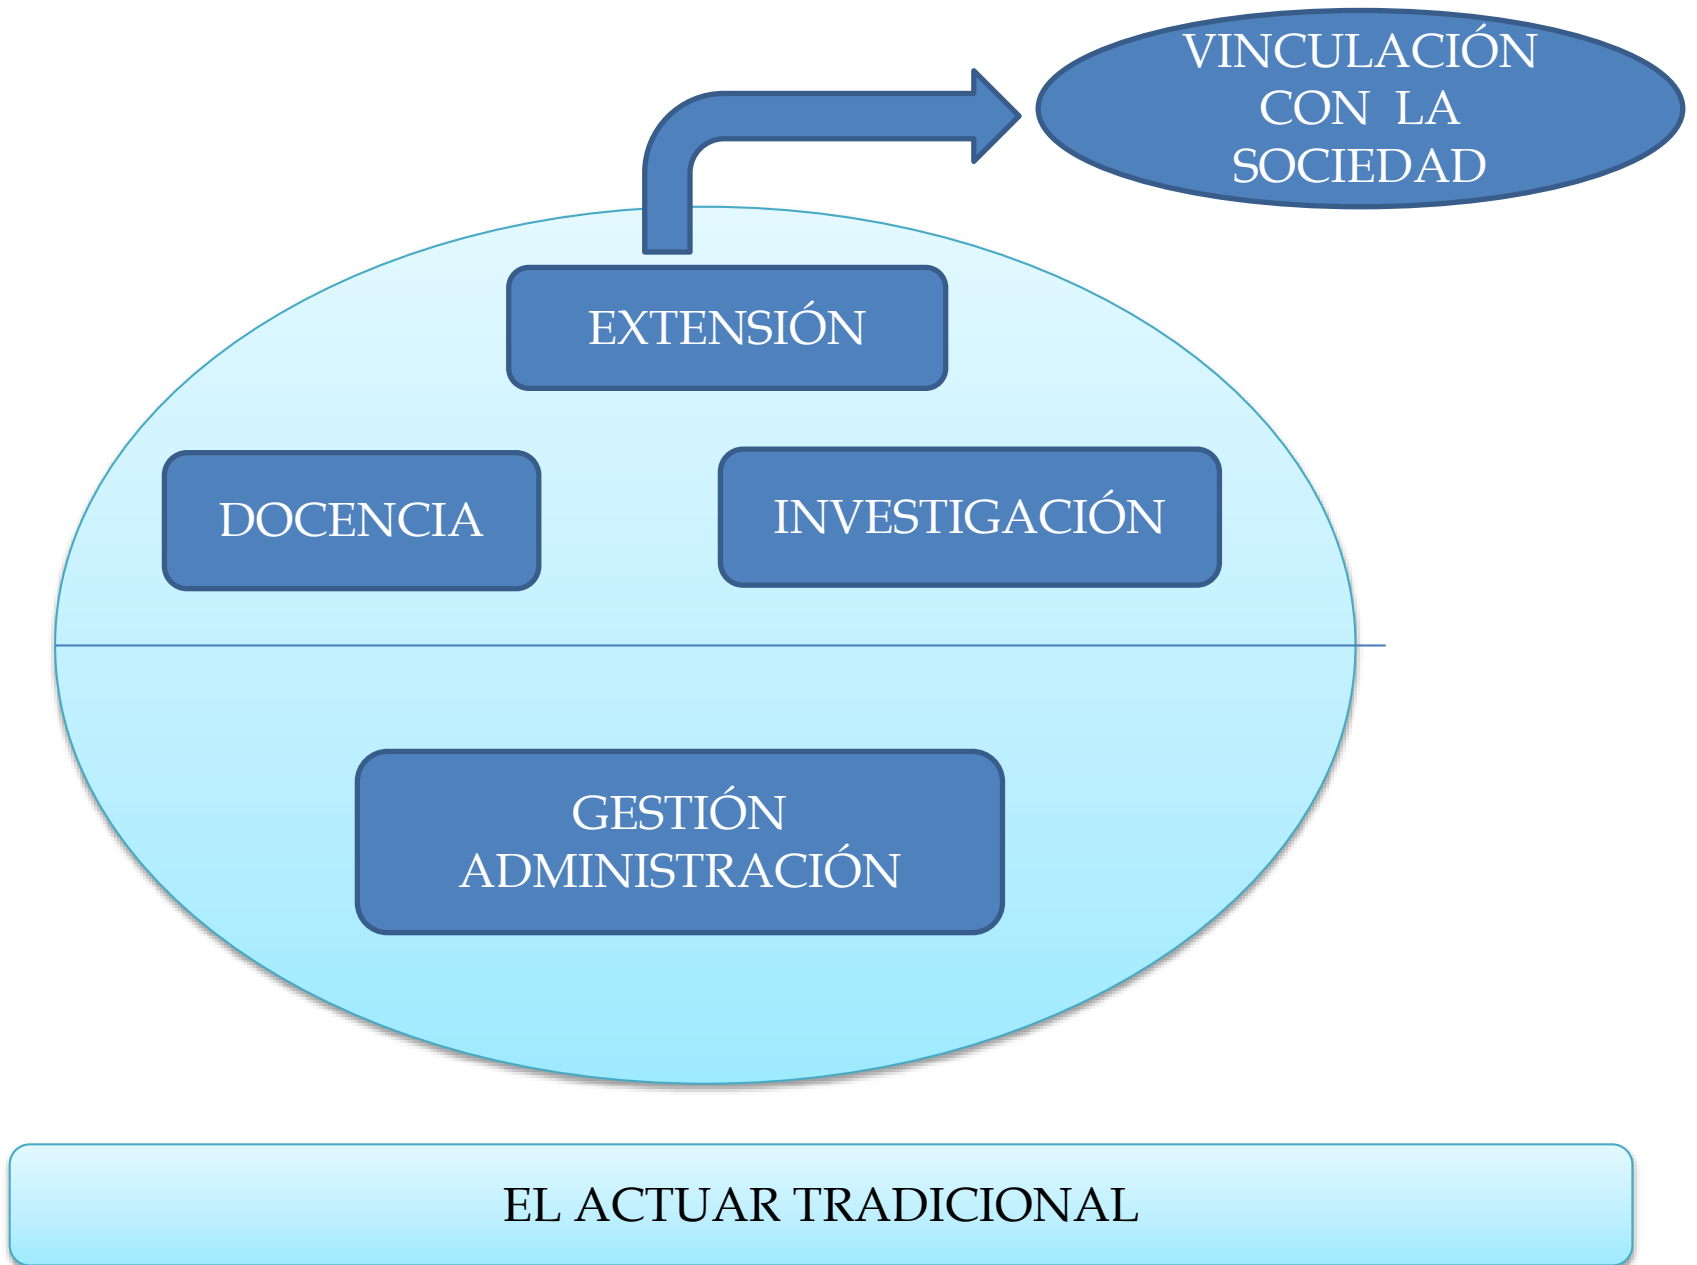 VINCULACIÓN
CON LA
SOCIEDAD
EXTENSIÓN
DOCENCIA
INVESTIGACIÓN
GESTIÓN
ADMINISTRACIÓN
EL ACTUAR TRADICIONAL